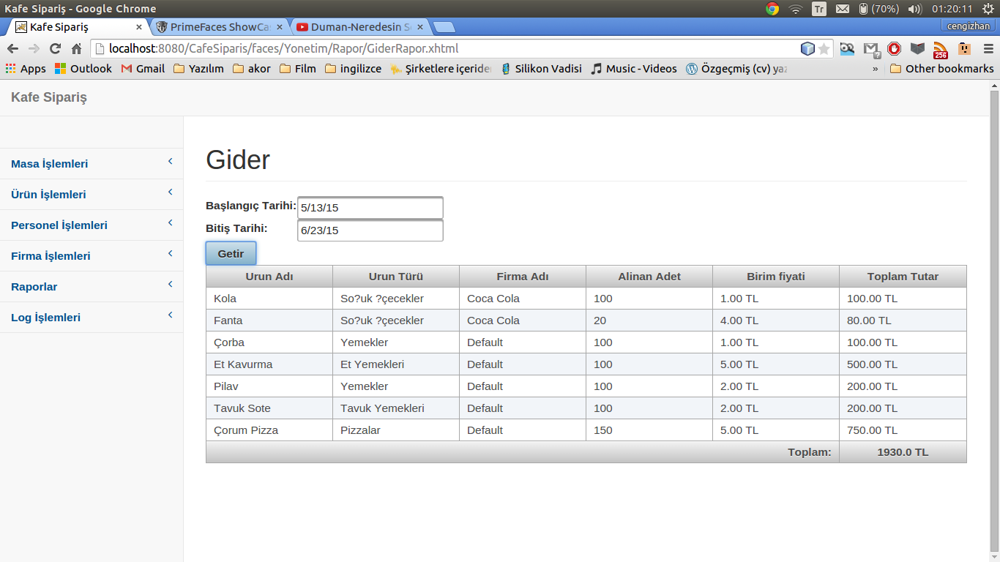 Kafe Sipariş - Google Chrome
Tr
(70%)
01:20:11
Kafe Sipariş
PrimeFaces ShowCa
Duman-Neredesin S
cengizhan
localhost:8080/CafeSiparis/faces/Yonetim/Rapor/GiderRapor.xhtml
256
Apps Outlook Gmail Yazılım akor Film ingilizce Şirketlere içeride Silikon Vadisi Music - Videos Özgeçmiş (cv) yaz » Other bookmarks
Kafe Sipariş
Masa İşlemleri
Ürün İşlemleri
Personel İşlemleri
Firma İşlemleri
Raporlar
Log İşlemleri
Gider
Başlangıç Tarihi: 5/13/15
Bitiş Tarihi: 6/23/15
Getir
Urun Adı Urun Türü Firma Adı Alinan Adet Birim fiyati Toplam Tutar
Kola So?uk ?çecekler Coca Cola 100 1.00 TL 100.00 TL
Fanta So?uk ?çecekler Coca Cola 20 4.00 TL 80.00 TL
Çorba Yemekler Default 100 1.00 TL 100.00 TL
Et Kavurma Et Yemekleri Default 100 5.00 TL 500.00 TL
Pilav Yemekler Default 100 2.00 TL 200.00 TL
Tavuk Sote Tavuk Yemekleri Default 100 2.00 TL 200.00 TL
Çorum Pizza Pizzalar Default 150 5.00 TL 750.00 TL
Toplam: 1930.0 TL